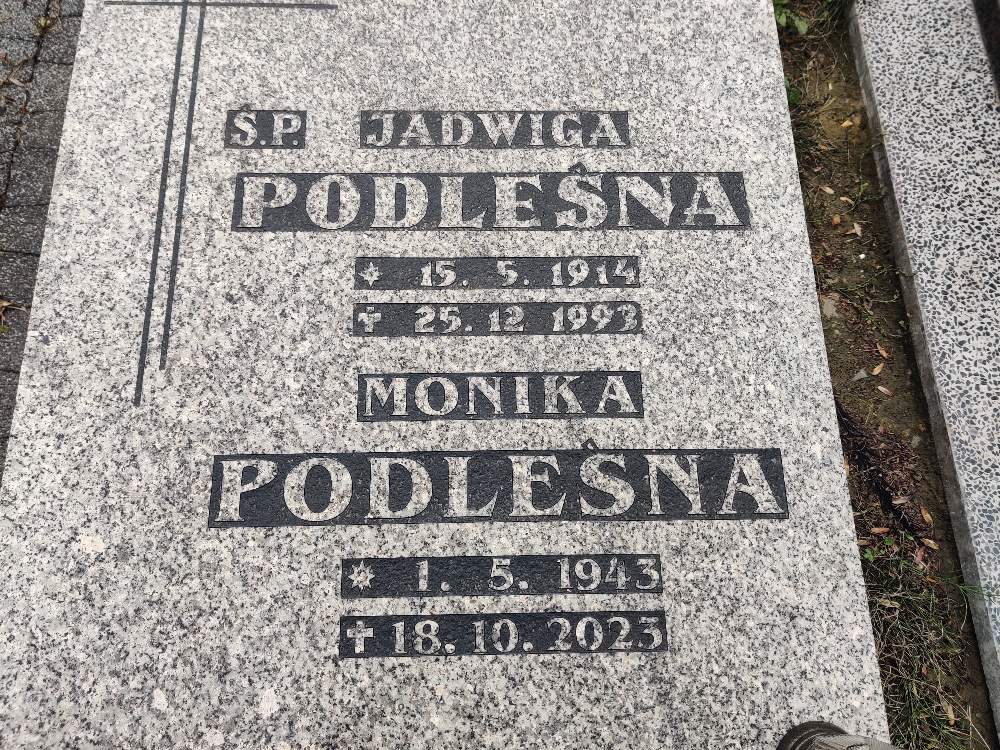 Ś.P. JADWIGA
PODLEŚNA
* 15. 5. 1914
✝ 25. 12 1993
MONIKA
PODLEŚNA
* 1. 5. 1943
✝ 18. 10. 2023